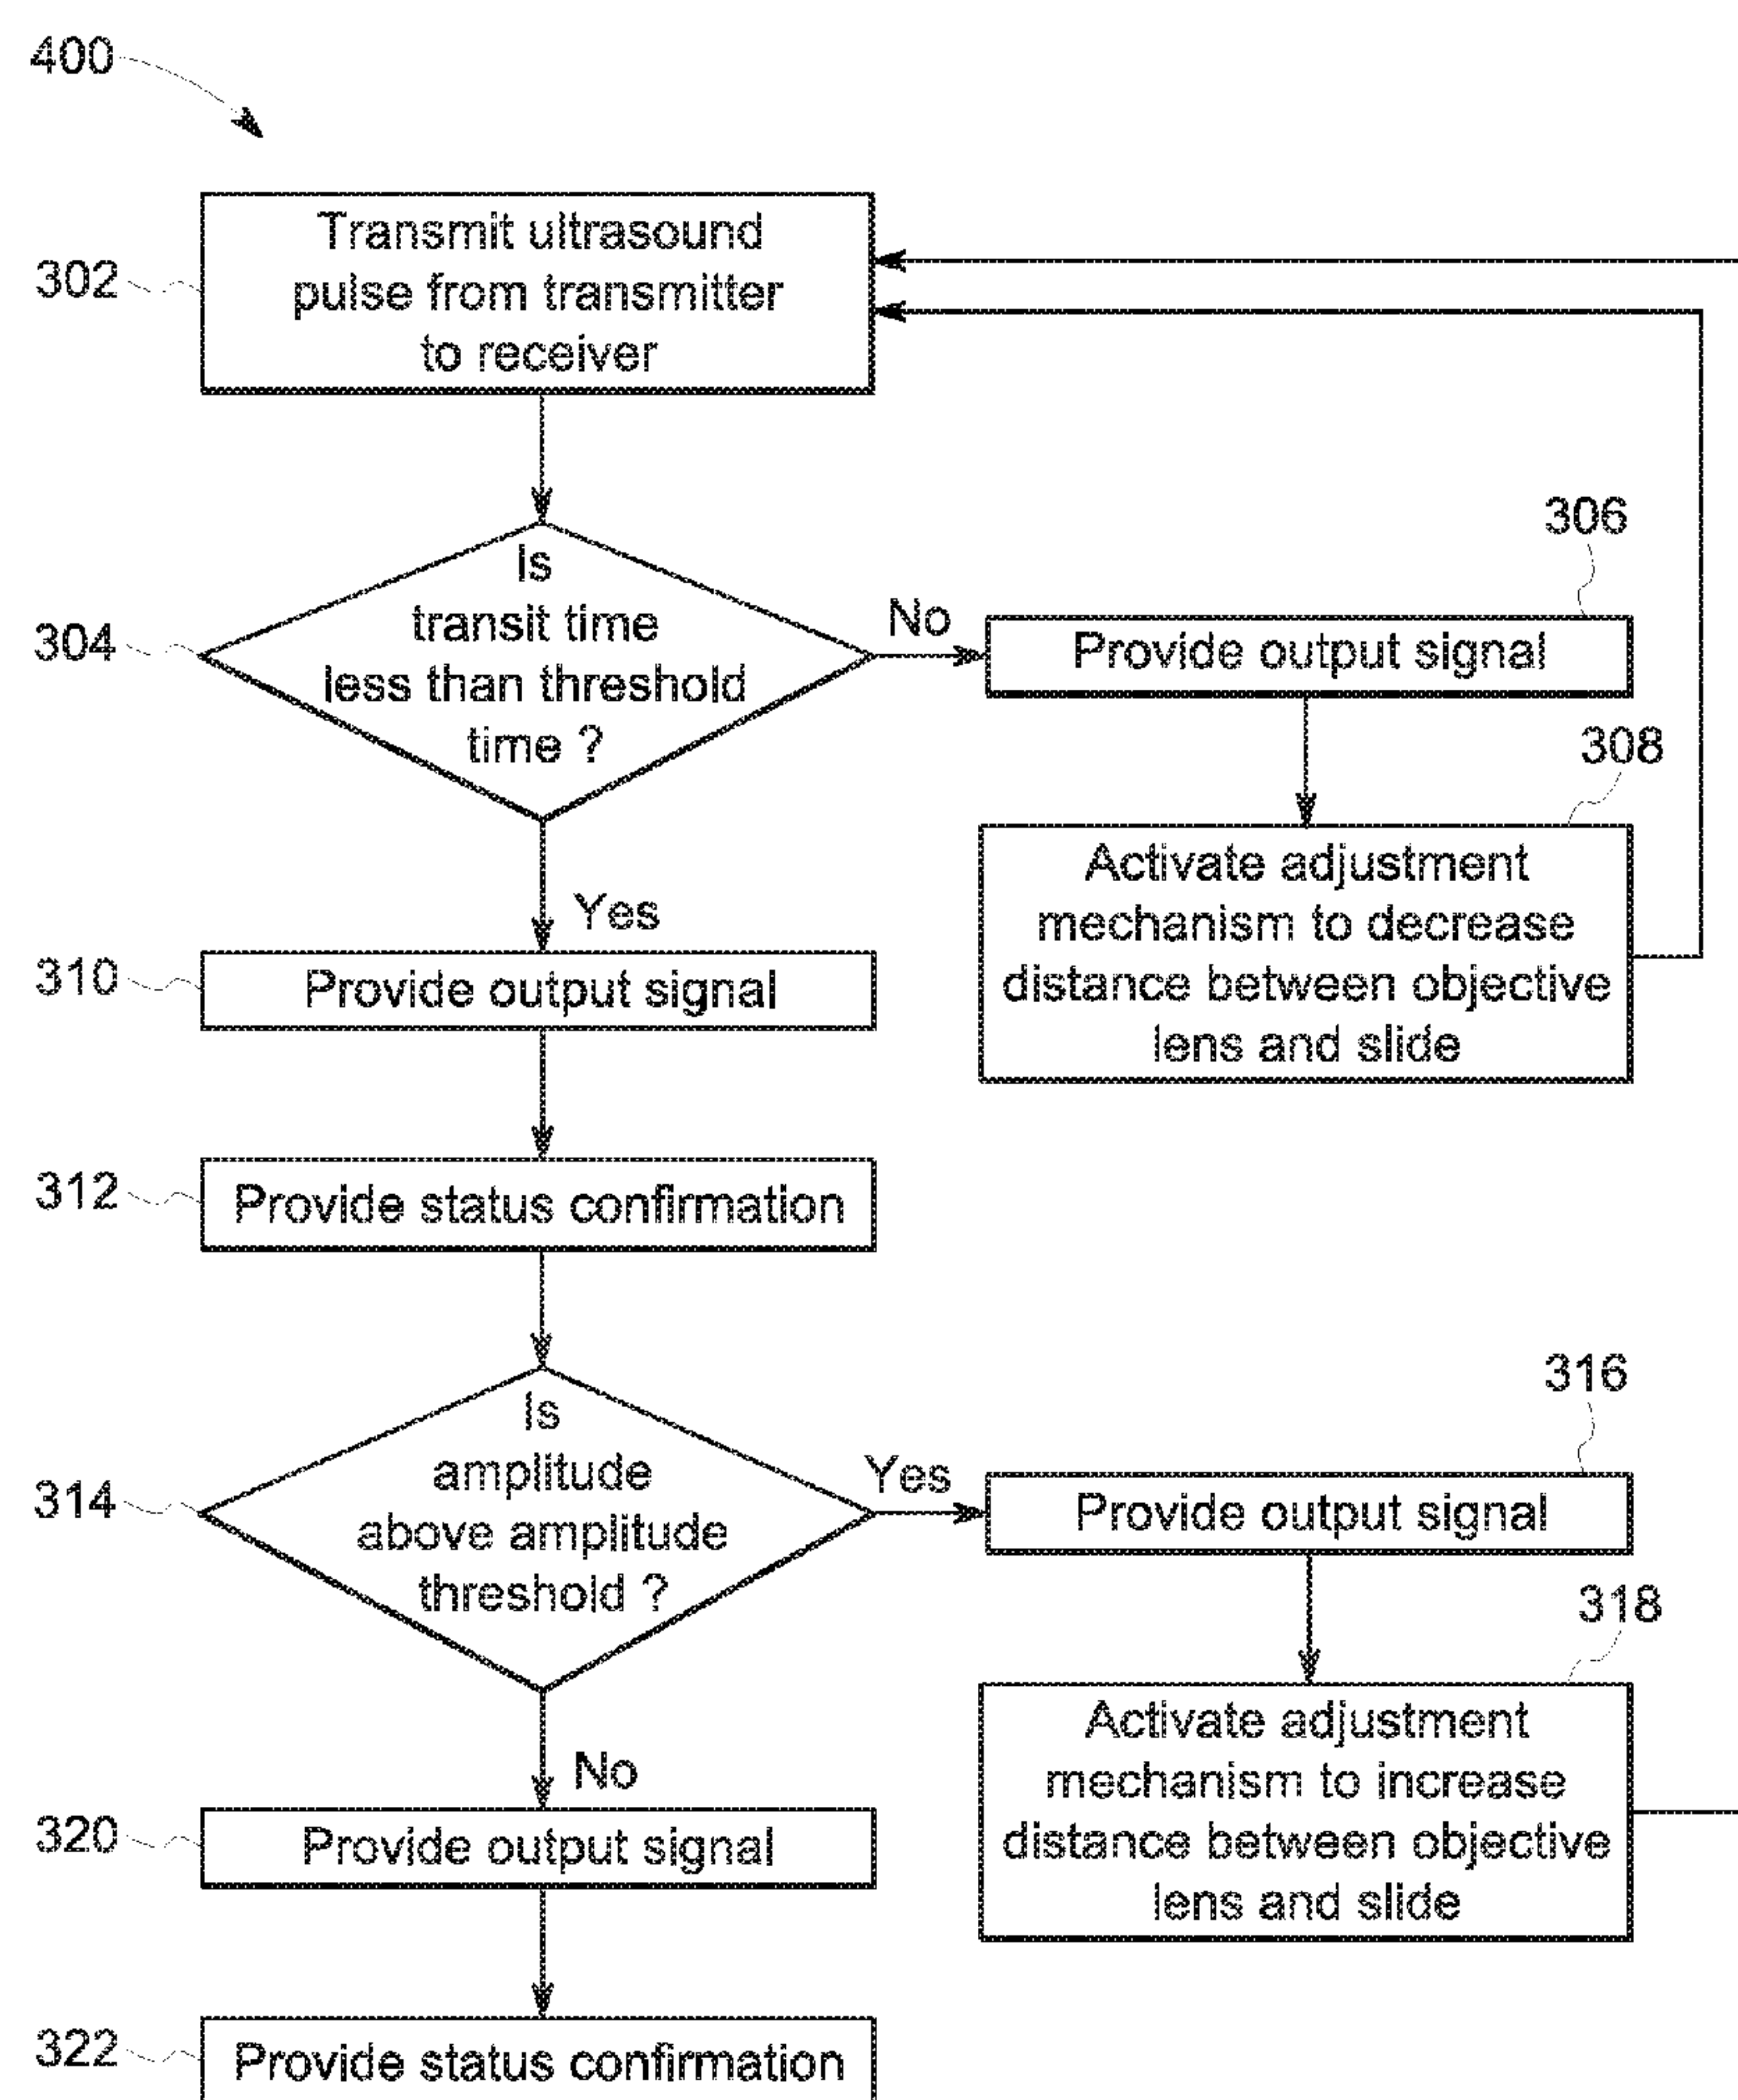 400
302
Transmit ultrasound
pulse from transmitter
to receiver
304
Is
transit time
less than threshold
time ?
No
306
Provide output signal
308
Activate adjustment
mechanism to decrease
distance between objective
lens and slide
Yes
310
Provide output signal
312
Provide status confirmation
314
Is
amplitude
above amplitude
threshold ?
Yes
316
Provide output signal
318
Activate adjustment
mechanism to increase
distance between objective
lens and slide
No
320
Provide output signal
322
Provide status confirmation